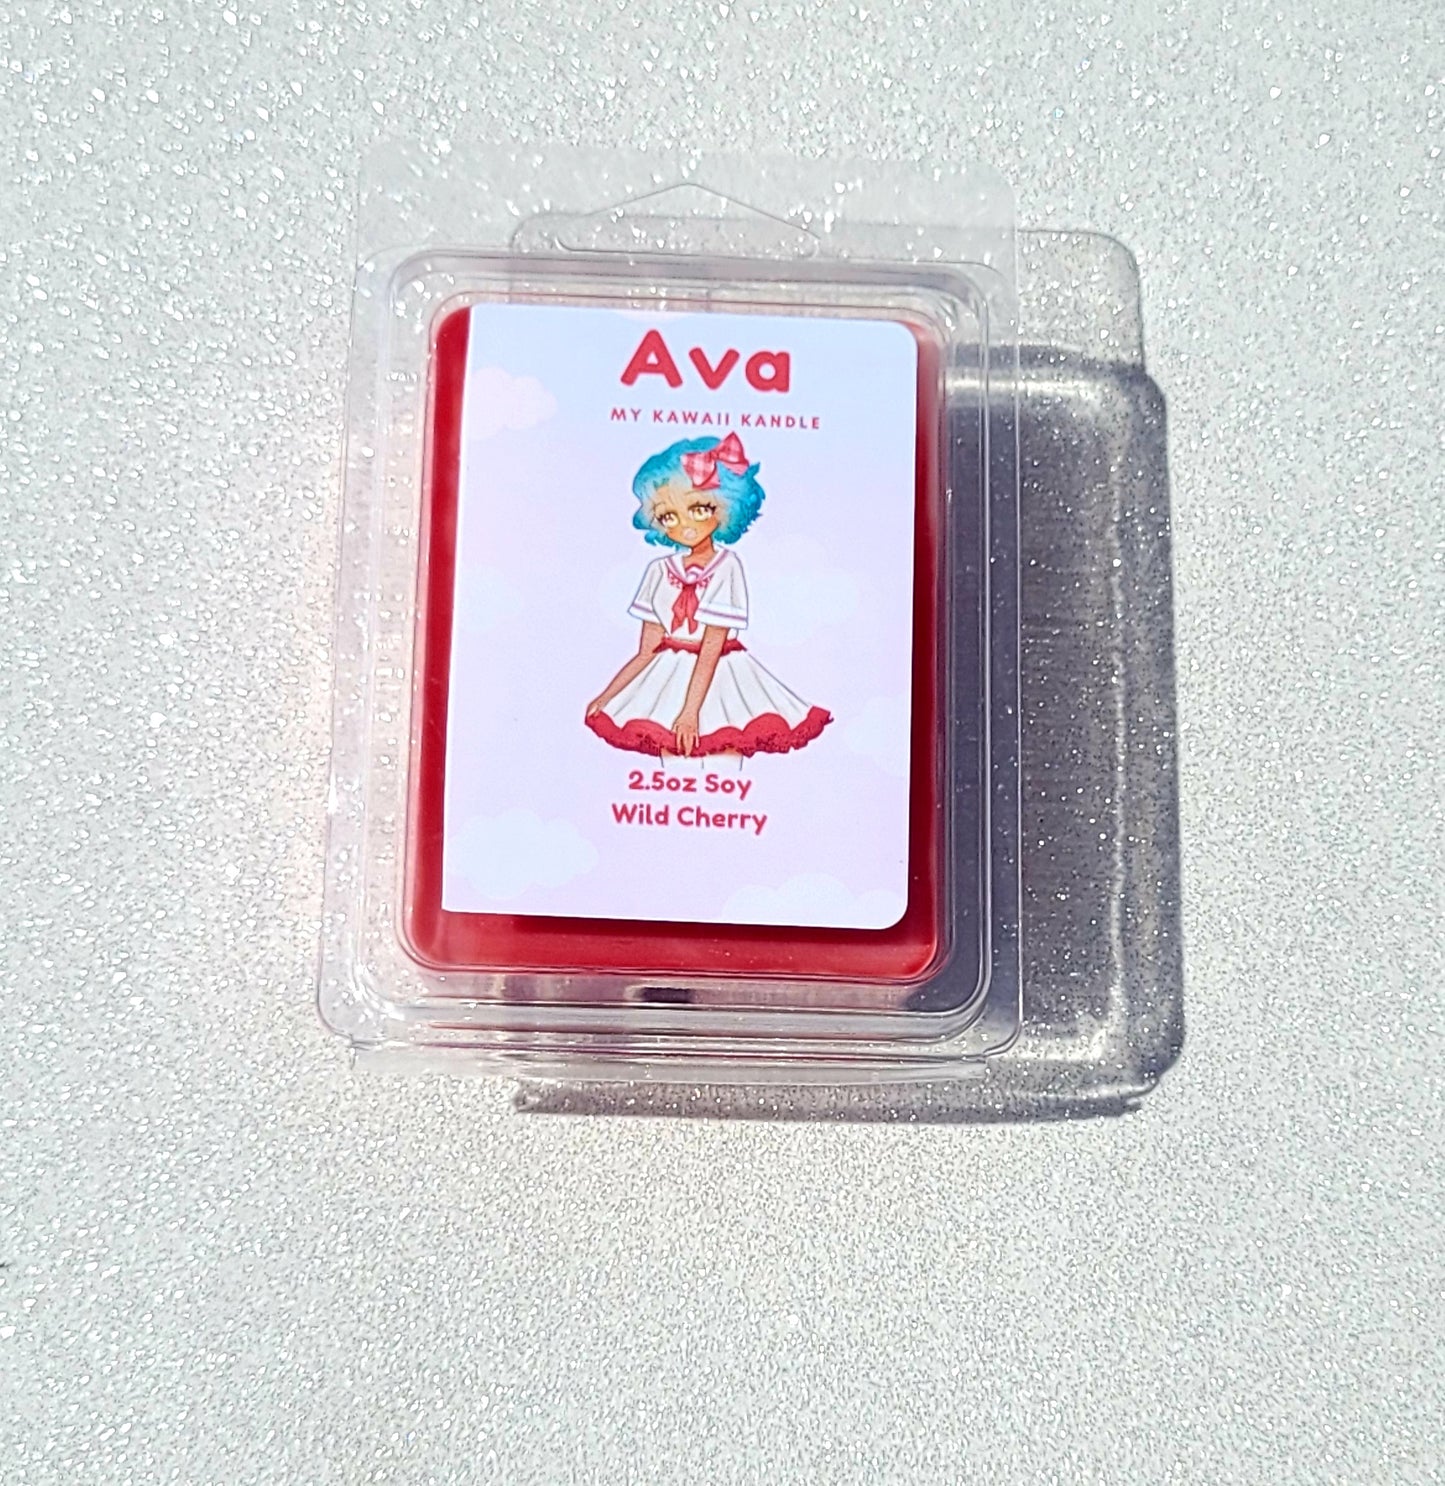 Ava
MY KAWAII KANDLE
2.5oz Soy
Wild Cherry